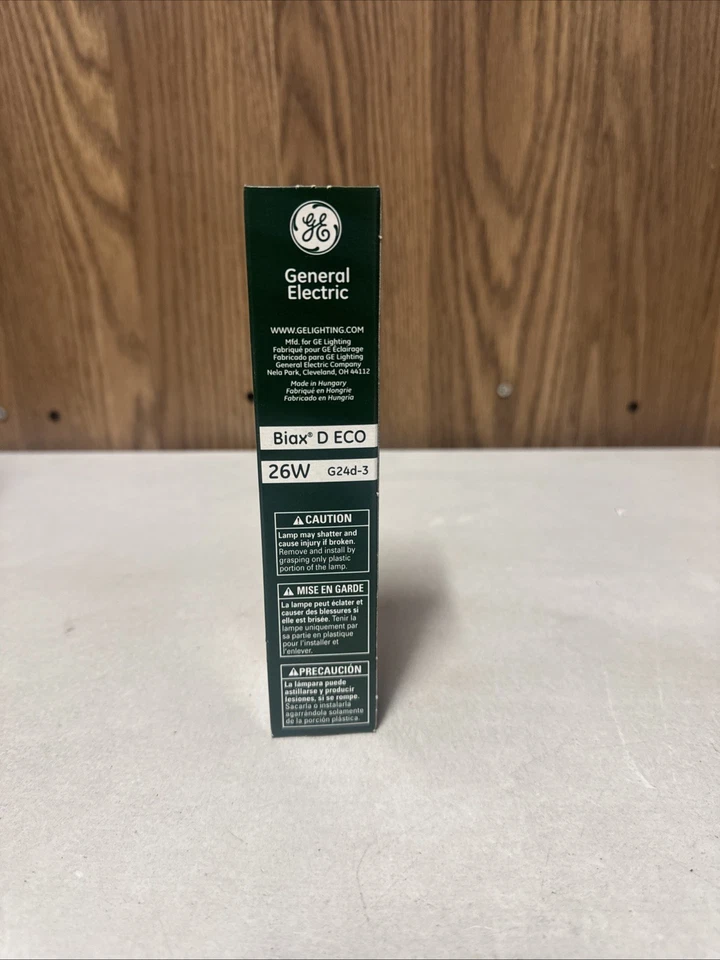 GE
General
Electric
WWW.GELIGHTING.COM
Mfd. for GE Lighting
Fabriqué pour GE Éclairage
Fabricado para GE Lighting
General Electric Company
Nela Park, Cleveland, OH 44112
Made in Hungary
Fabriqué en Hongrie
Fabricado en Hungría
Biax® D ECO
26W G24d-3
⚠ CAUTION
Lamp may shatter and
cause injury if broken.
Remove and install by
grasping only plastic
portion of the lamp.
⚠ MISE EN GARDE
La lampe peut éclater et
causer des blessures si
elle est brisée. Tenir la
lampe uniquement par
sa partie en plastique
pour l'installer et
l'enlever.
⚠ PRECAUCIÓN
La lámpara puede
astillarse y producir
lesiones, si se rompe.
Sacarla o instalarla
agarrándola solamente
de la porción plástica.